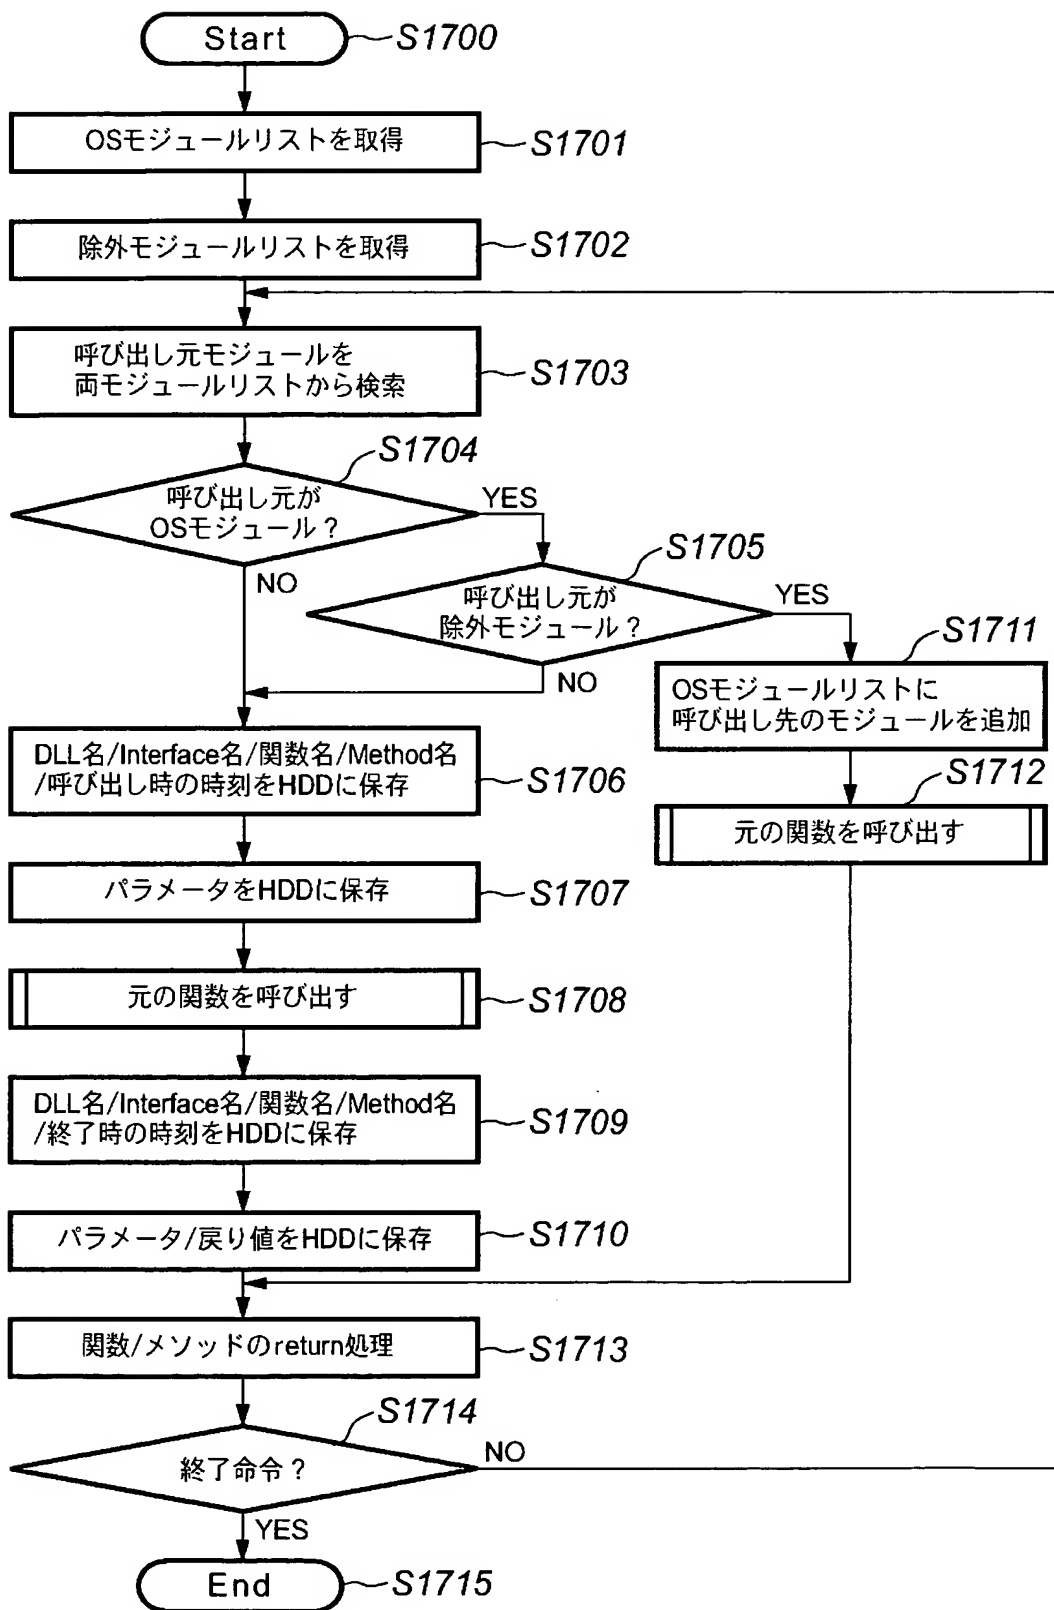 Start
S1700
OSモジュールリストを取得
S1701
除外モジュールリストを取得
S1702
呼び出し元モジュールを
両モジュールリストから検索
S1703
S1704
呼び出し元が
OSモジュール？
YES
NO
S1705
呼び出し元が
除外モジュール？
YES
NO
S1711
OSモジュールリストに
呼び出し先のモジュールを追加
S1712
元の関数を呼び出す
DLL名/Interface名/関数名/Method名
/呼び出し時の時刻をHDDに保存
S1706
パラメータをHDDに保存
S1707
元の関数を呼び出す
S1708
DLL名/Interface名/関数名/Method名
/終了時の時刻をHDDに保存
S1709
パラメータ/戻り値をHDDに保存
S1710
関数/メソッドのreturn処理
S1713
S1714
終了命令？
NO
YES
End
S1715